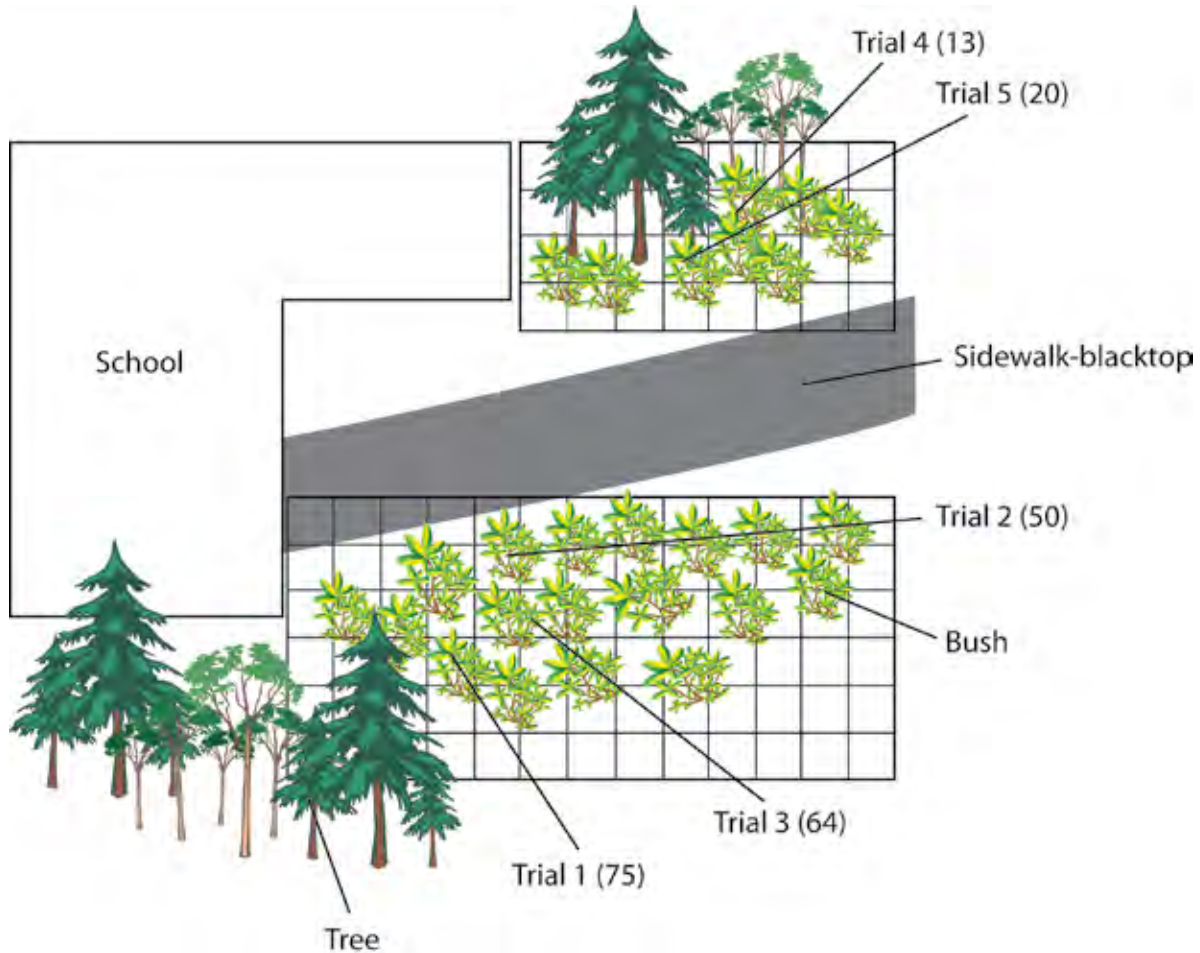 Trial 4 (13)
Trial 5 (20)
School
Sidewalk-blacktop
Trial 2 (50)
Bush
Trial 3 (64)
Trial 1 (75)
Tree